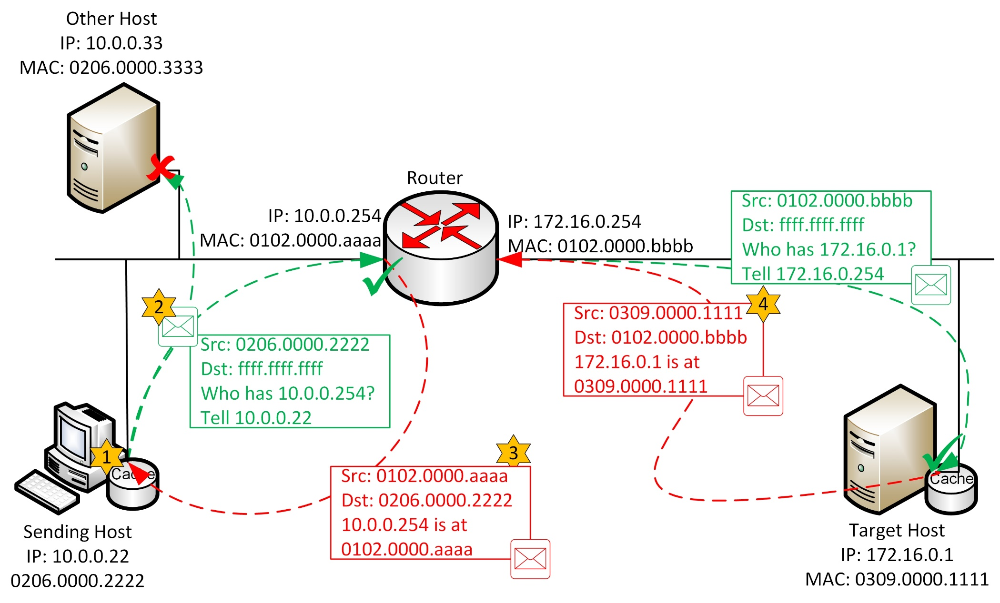 Other Host
IP: 10.0.0.33
MAC: 0206.0000.3333
Router
IP: 10.0.0.254
MAC: 0102.0000.aaaa
IP: 172.16.0.254
MAC: 0102.0000.bbbb
Src: 0102.0000.bbbb
Dst: ffff.ffff.ffff
Who has 172.16.0.1?
Tell 172.16.0.254
2
Src: 0206.0000.2222
Dst: ffff.ffff.ffff
Who has 10.0.0.254?
Tell 10.0.0.22
4
Src: 0309.0000.1111
Dst: 0102.0000.bbbb
172.16.0.1 is at
0309.0000.1111
1
Cache
3
Src: 0102.0000.aaaa
Dst: 0206.0000.2222
10.0.0.254 is at
0102.0000.aaaa
Cache
Sending Host
IP: 10.0.0.22
0206.0000.2222
Target Host
IP: 172.16.0.1
MAC: 0309.0000.1111